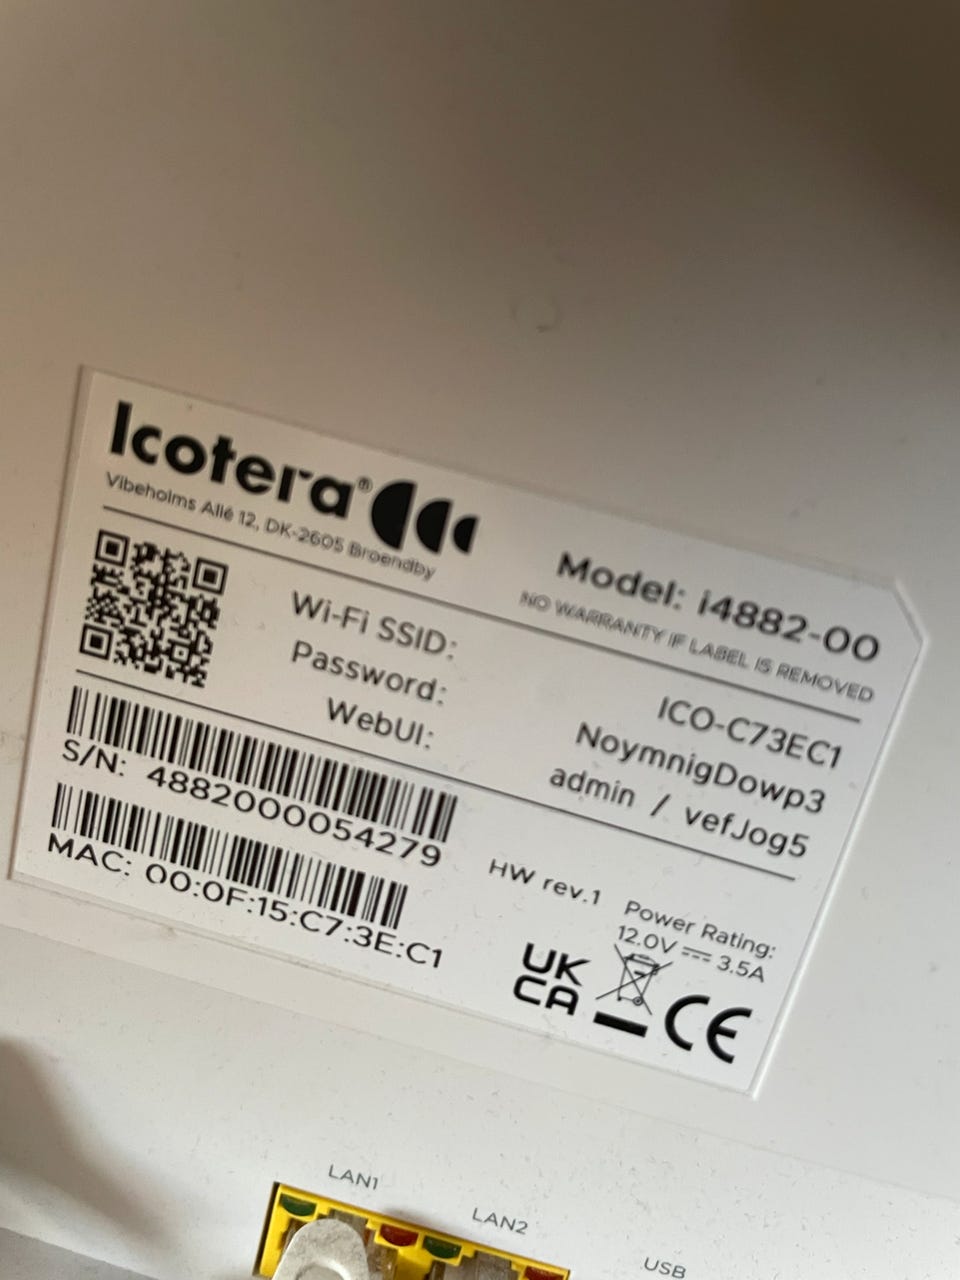 Icotera®
Vibeholms Allé 12, DK-2605 Broendby
Model: i4882-00
NO WARRANTY IF LABEL IS REMOVED
Wi-Fi SSID: ICO-C73EC1
Password: NoymnigDowp3
WebUI: admin / vefJog5
S/N: 4882000054279
MAC: 00:0F:15:C7:3E:C1
HW rev.1
Power Rating:
12.0V ⎓ 3.5A
UK
CA
CE
LAN1
LAN2
USB